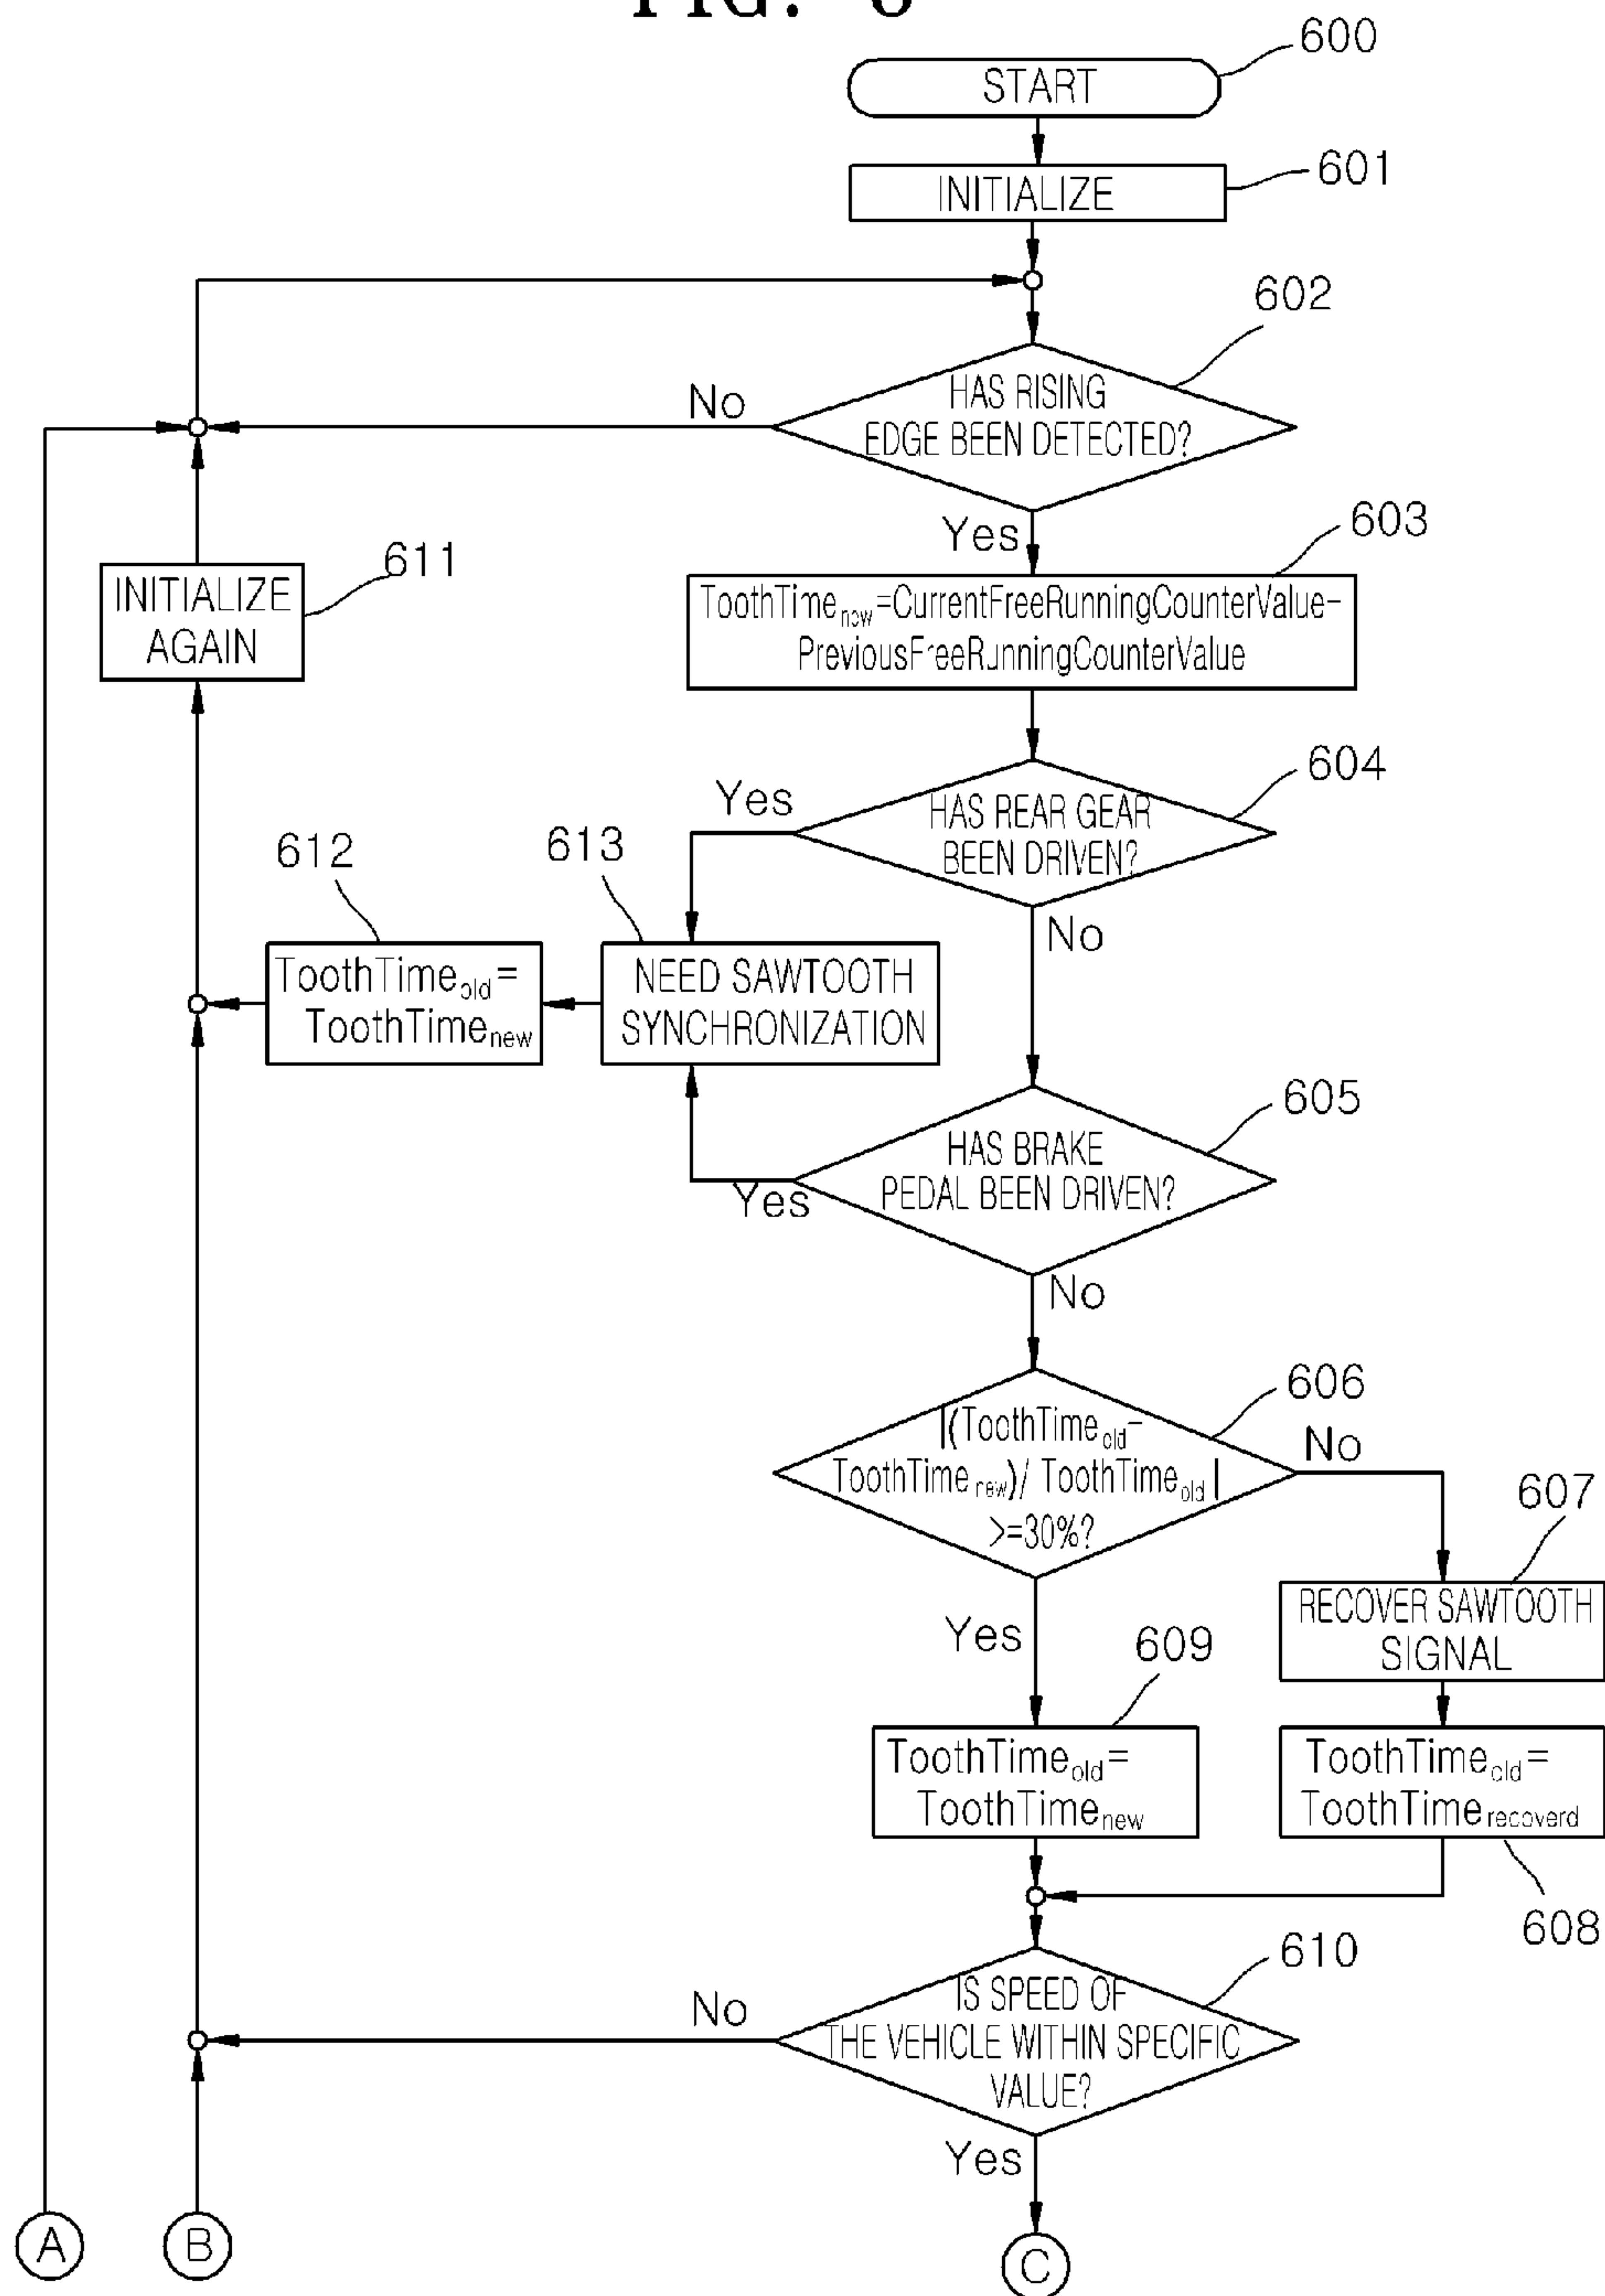 FIG. 6
600
START
601
INITIALIZE
602
HAS RISING
EDGE BEEN DETECTED?
No
Yes
603
ToothTimenew=CurrentFreeRunningCounterValue-
PreviousFreeRunningCounterValue
611
INITIALIZE
AGAIN
604
HAS REAR GEAR
BEEN DRIVEN?
Yes
No
612
ToothTimeold=
ToothTimenew
613
NEED SAWTOOTH
SYNCHRONIZATION
605
HAS BRAKE
PEDAL BEEN DRIVEN?
Yes
No
606
|(ToothTimeold-
ToothTimenew)/ ToothTimeold|
>=30%?
No
Yes
607
RECOVER SAWTOOTH
SIGNAL
609
ToothTimeold=
ToothTimenew
ToothTimeold=
ToothTimerecoverd
608
610
IS SPEED OF
THE VEHICLE WITHIN SPECIFIC
VALUE?
No
Yes
A
B
C